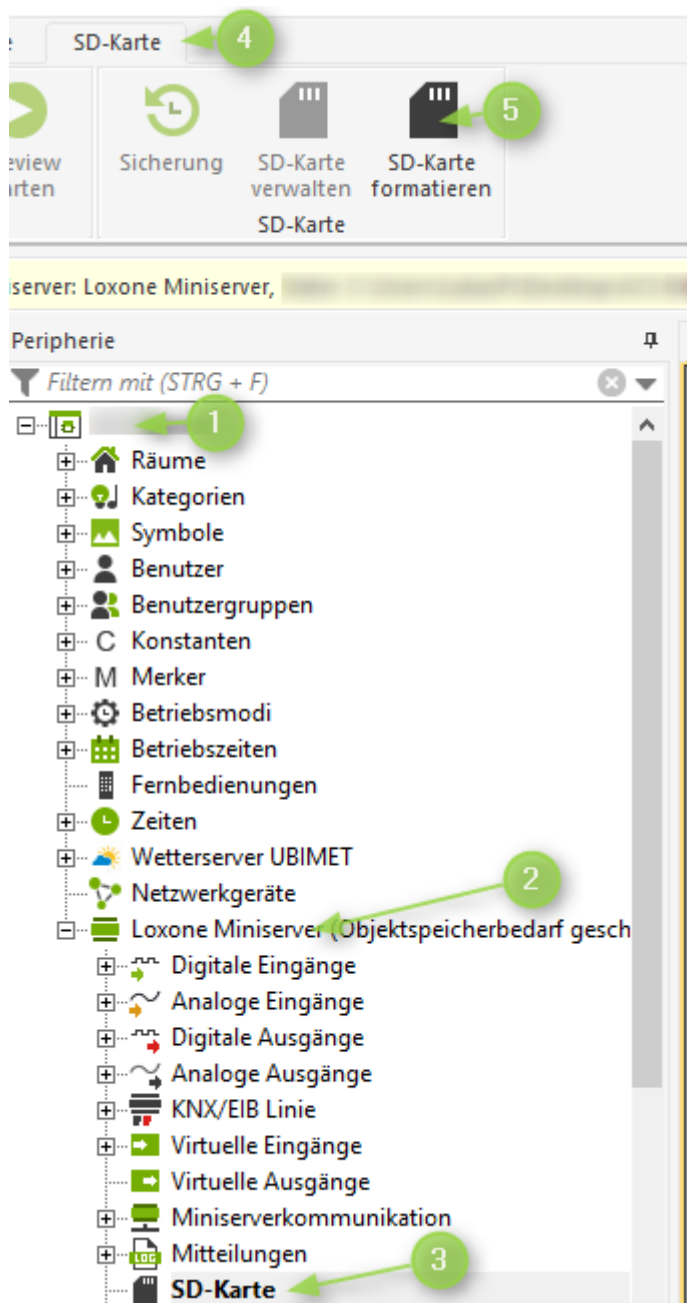 SD-Karte
4
5
Sicherung
SD-Karte verwalten
SD-Karte formatieren
SD-Karte
Loxone Miniserver,
Peripherie
Filtern mit (STRG + F)
1
Räume
Kategorien
Symbole
Benutzer
Benutzergruppen
C Konstanten
M Merker
Betriebsmodi
Betriebszeiten
Fernbedienungen
Zeiten
Wetterserver UBIMET
2
Netzwerkgeräte
Loxone Miniserver (Objektspeicherbedarf gesch
Digitale Eingänge
Analoge Eingänge
Digitale Ausgänge
Analoge Ausgänge
KNX/EIB Linie
Virtuelle Eingänge
Virtuelle Ausgänge
Miniserverkommunikation
LOG Mitteilungen
3
SD-Karte